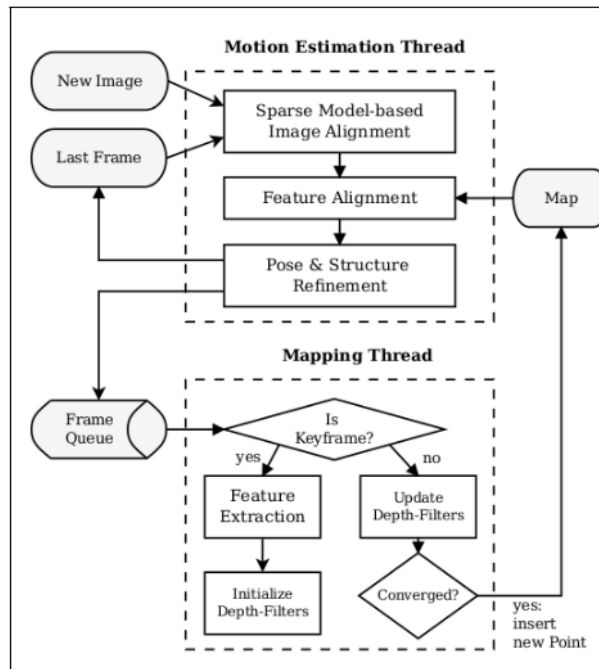 Motion Estimation Thread
New Image
Sparse Model-based
Image Alignment
Last Frame
Feature Alignment
Map
Pose & Structure
Refinement
Mapping Thread
Frame
Queue
Is
Keyframe?
yes
no
Feature
Extraction
Update
Depth-Filters
Initialize
Depth-Filters
Converged?
yes:
insert
new Point